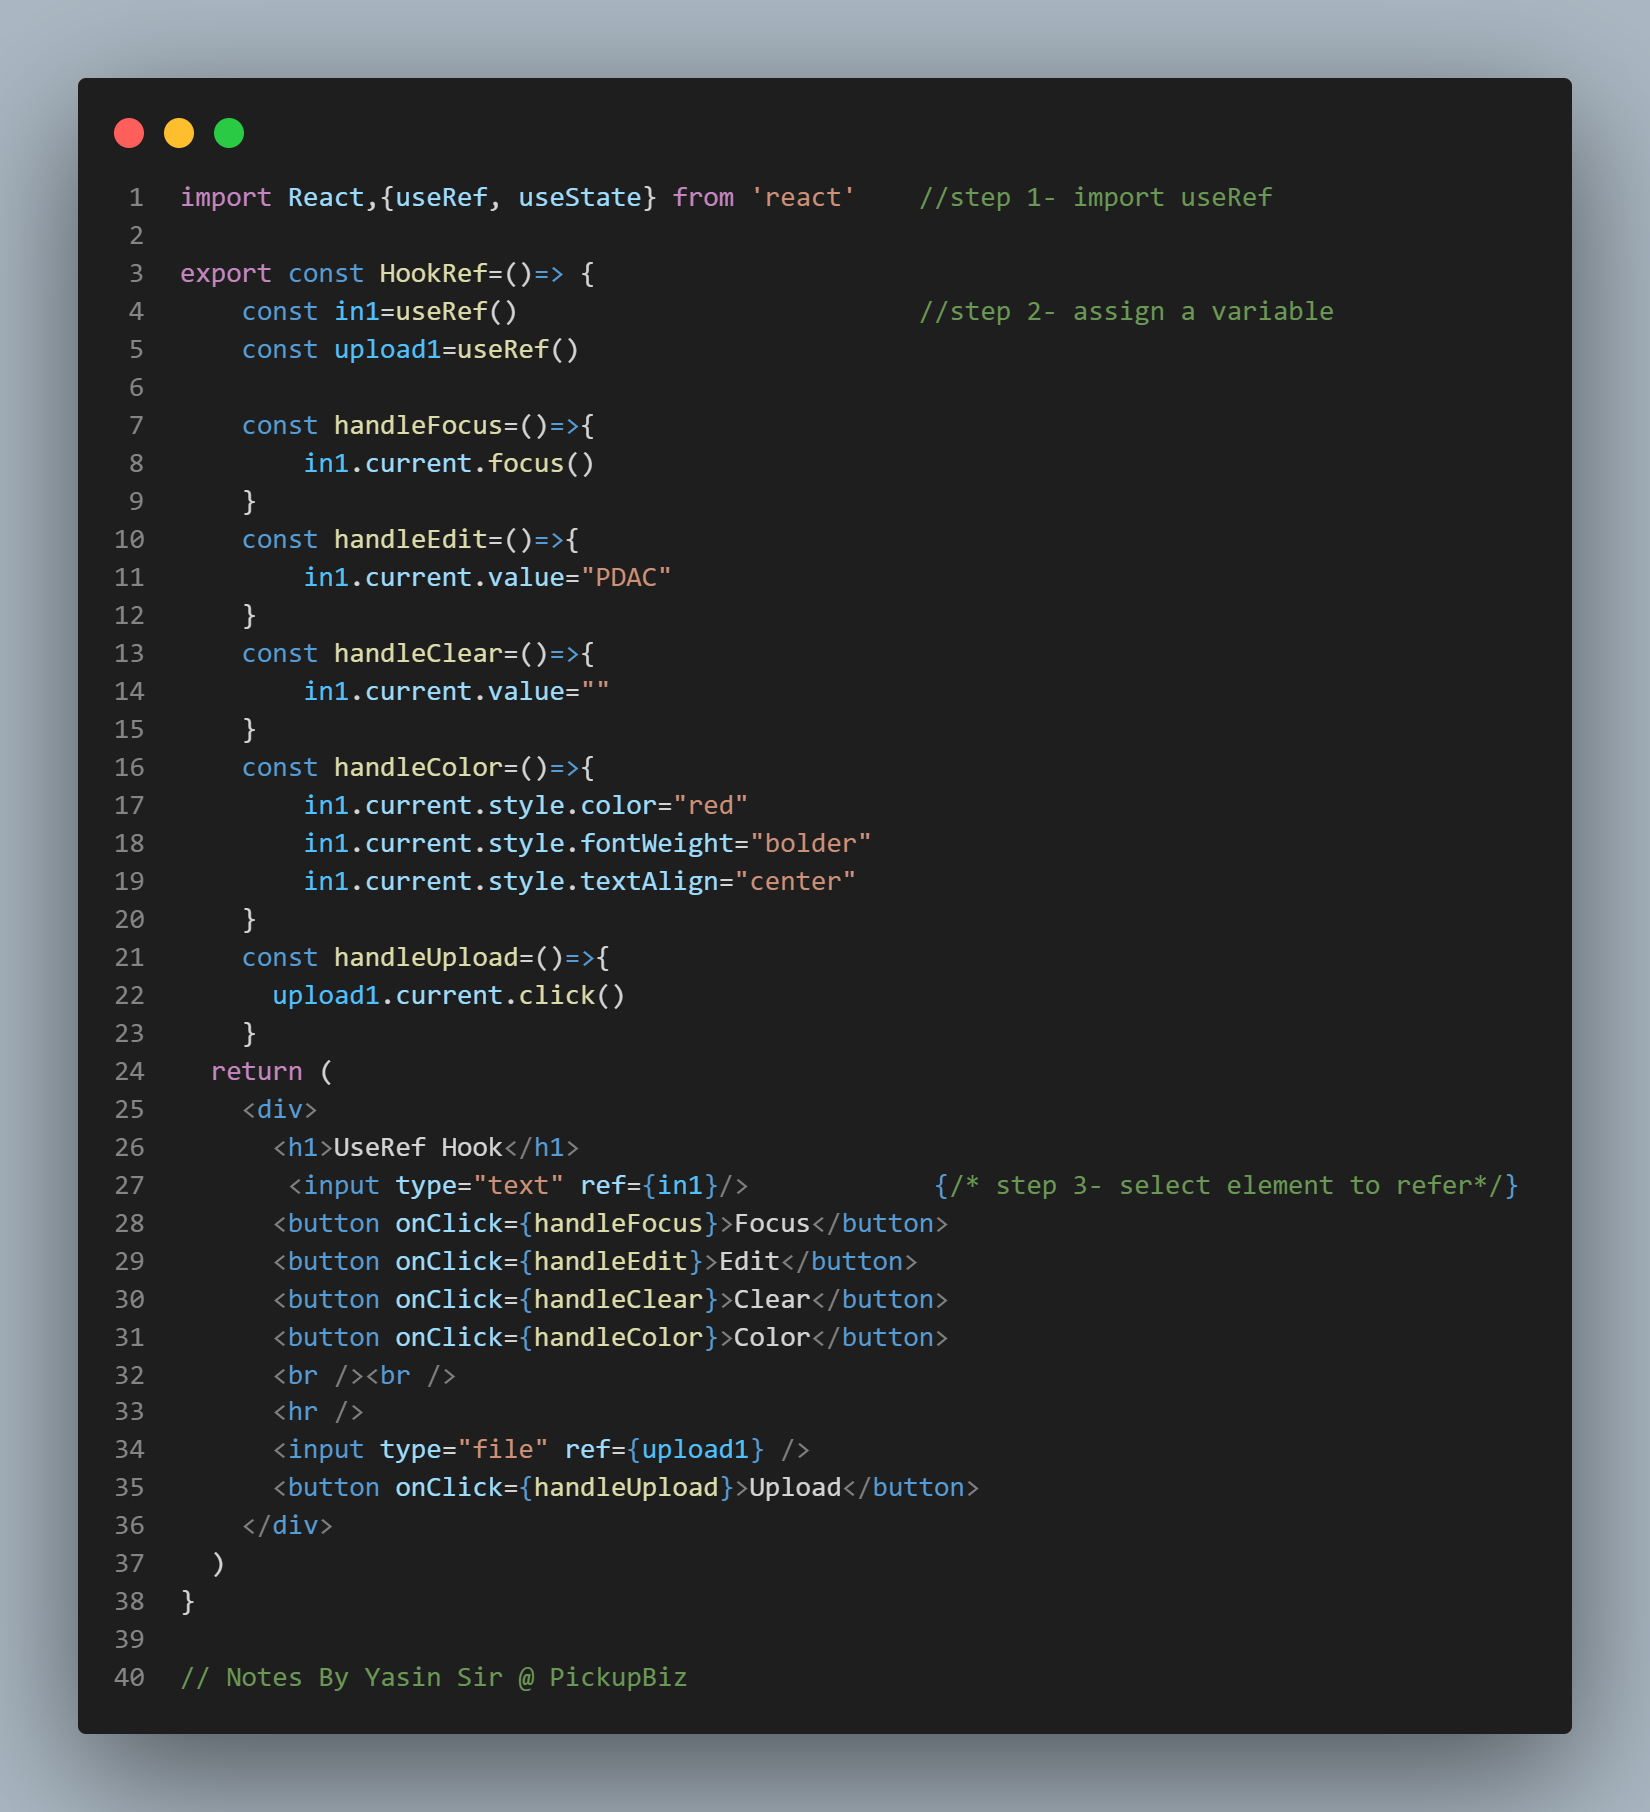 1 import React,{useRef, useState} from 'react'    //step 1- import useRef
2
3 export const HookRef=()=> {
4     const in1=useRef()                          //step 2- assign a variable
5     const upload1=useRef()
6
7     const handleFocus=()=>{
8         in1.current.focus()
9     }
10     const handleEdit=()=>{
11         in1.current.value="PDAC"
12     }
13     const handleClear=()=>{
14         in1.current.value=""
15     }
16     const handleColor=()=>{
17         in1.current.style.color="red"
18         in1.current.style.fontWeight="bolder"
19         in1.current.style.textAlign="center"
20     }
21     const handleUpload=()=>{
22       upload1.current.click()
23     }
24   return (
25     <div>
26       <h1>UseRef Hook</h1>
27        <input type="text" ref={in1}/>            {/* step 3- select element to refer*/}
28       <button onClick={handleFocus}>Focus</button>
29       <button onClick={handleEdit}>Edit</button>
30       <button onClick={handleClear}>Clear</button>
31       <button onClick={handleColor}>Color</button>
32       <br /><br />
33       <hr />
34       <input type="file" ref={upload1} />
35       <button onClick={handleUpload}>Upload</button>
36     </div>
37   )
38 }
39
40 // Notes By Yasin Sir @ PickupBiz